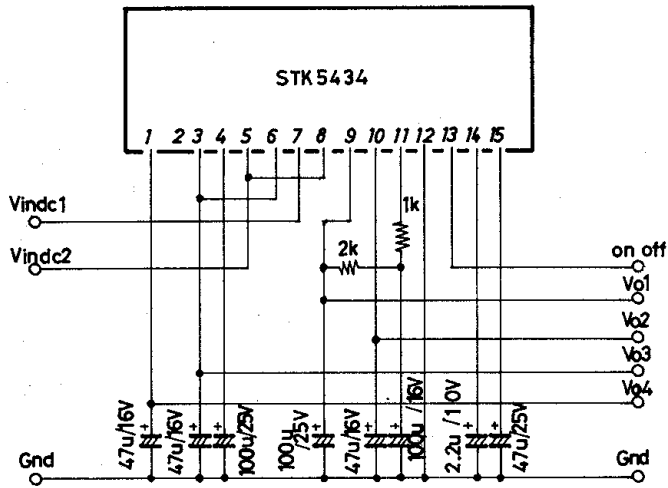 STK5434
1 2 3 4 5 6 7 8 9 10 11 12 13 14 15
Vindc1
1k
Vindc2
2k
on off
Vo1
Vo2
Vo3
Vo4
47u/16V
47u/16V
100u/25V
100u/25V
47u/16V
100u/16V
2.2u/10V
47u/25V
+
+
+
+
+
+
+
+
Gnd
Gnd